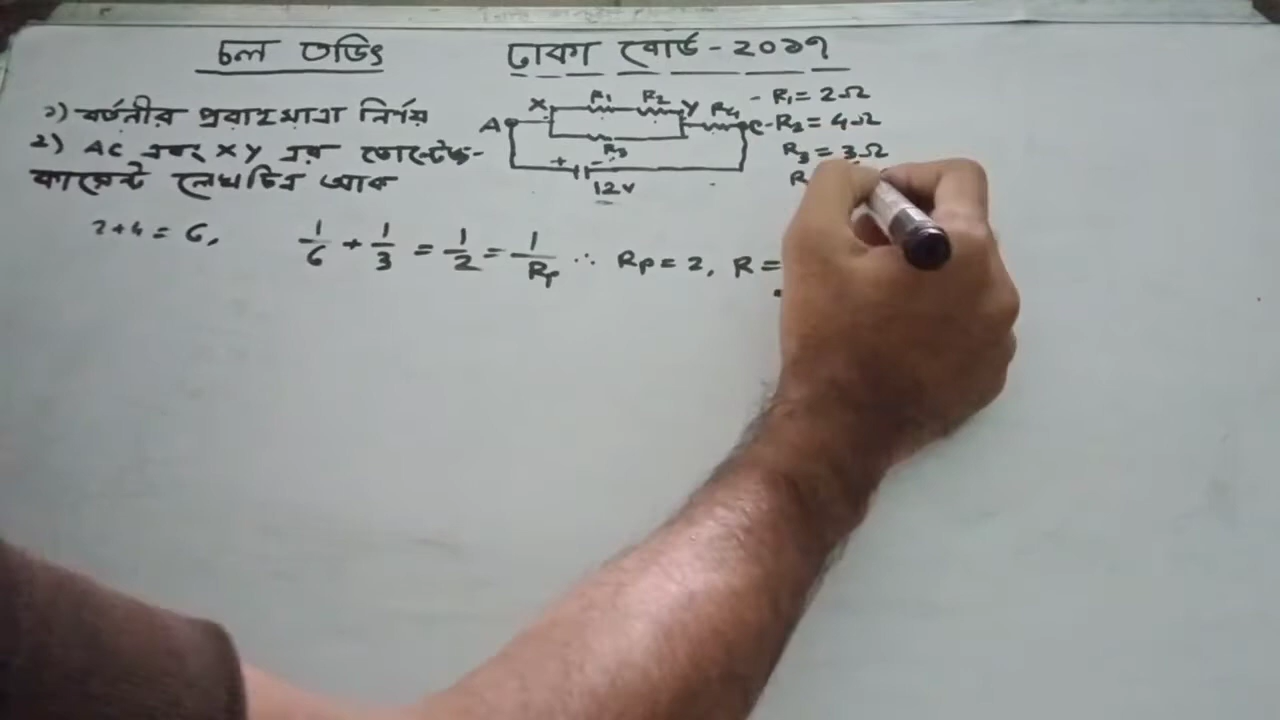 চল তডিৎ
ঢাকা বোর্ড - ২০১৭
১) বর্তনীর প্রবাহমাত্রা নির্ণয়
২) AC এবং XY এর ভোল্টেজ-
কারেন্ট লেখচিত্র আঁক
A X R1 R2 Y R4 C
R3
+ -
12v
- R1 = 2Ω
- R2 = 4Ω
R3 = 3Ω
R
2+4 = 6,
1/6 + 1/3 = 1/2 = 1/Rp ∴ Rp = 2, R =